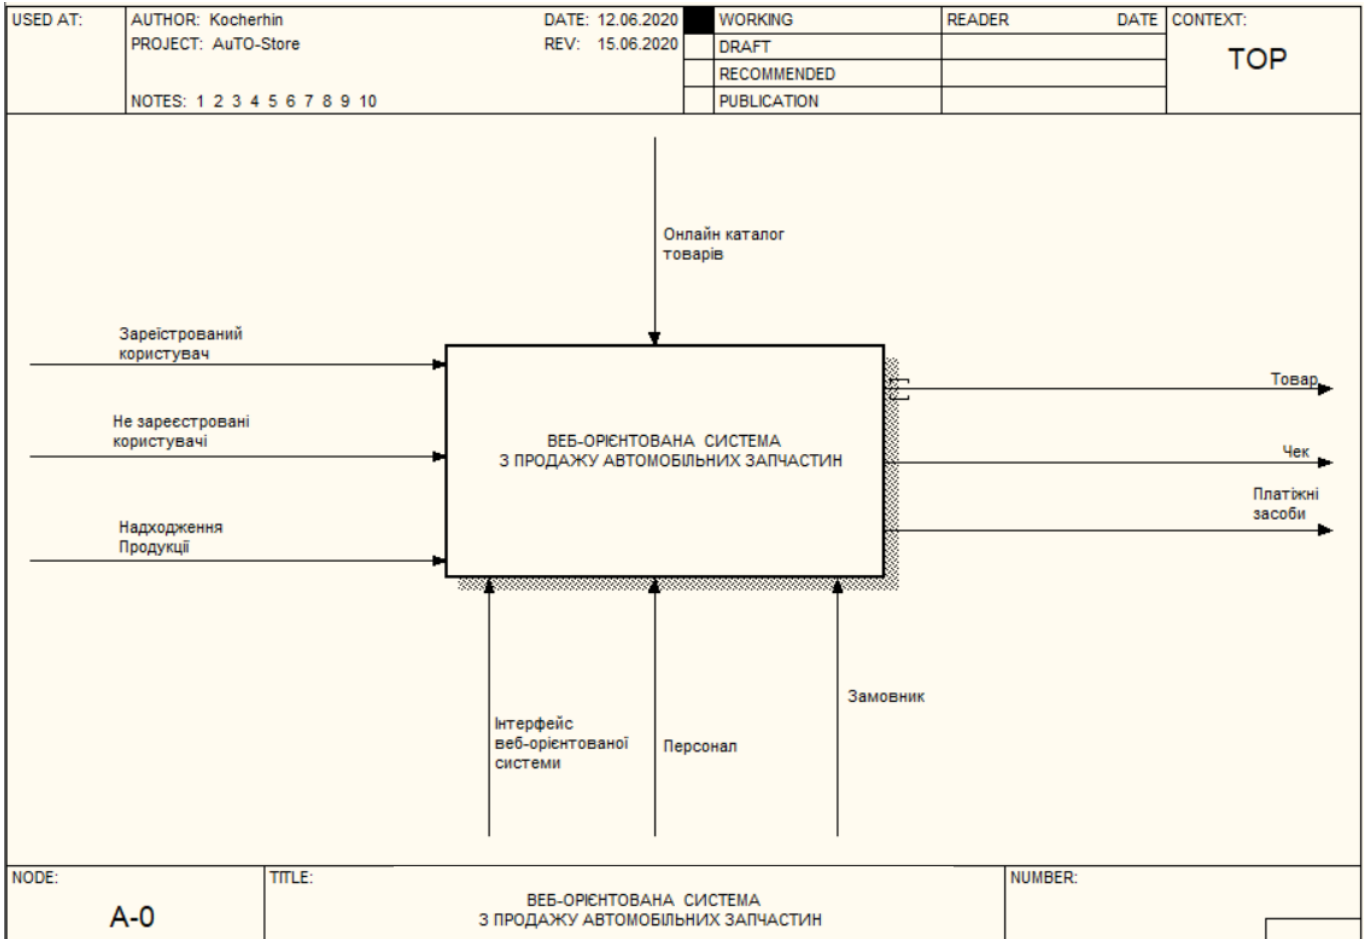 USED AT:
AUTHOR: Kocherhin
DATE: 12.06.2020
PROJECT: AuTO-Store
REV: 15.06.2020
NOTES: 1 2 3 4 5 6 7 8 9 10
WORKING
DRAFT
RECOMMENDED
PUBLICATION
READER
DATE
CONTEXT:
TOP
Онлайн каталог
товарів
Зареїстрований
користувач
Не зареєстровані
користувачі
Надходження
Продукції
ВЕБ-ОРІЄНТОВАНА СИСТЕМА
З ПРОДАЖУ АВТОМОБІЛЬНИХ ЗАПЧАСТИН
Товар
Чек
Платіжні
засоби
Інтерфейс
веб-орієнтованої
системи
Персонал
Замовник
NODE:
A-0
TITLE:
ВЕБ-ОРІЄНТОВАНА СИСТЕМА
З ПРОДАЖУ АВТОМОБІЛЬНИХ ЗАПЧАСТИН
NUMBER: